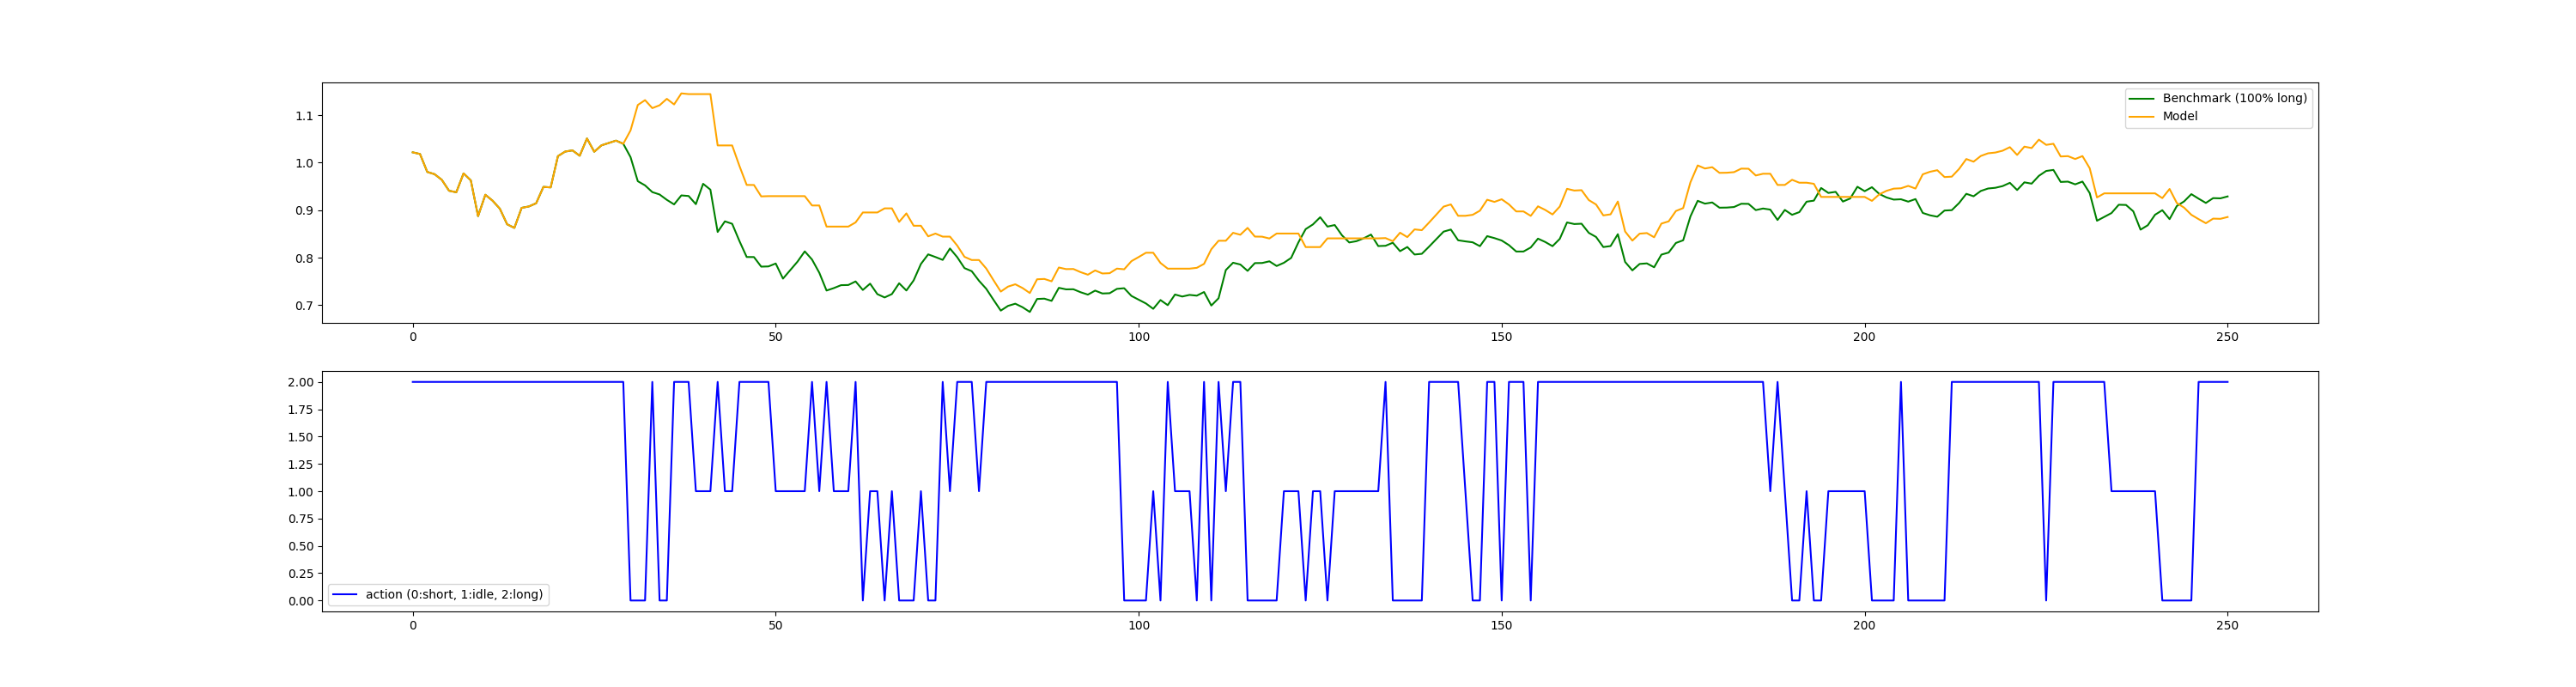 1.1
1.0
0.9
0.8
0.7
Benchmark (100% long)
Model
0 50 100 150 200 250
2.00
1.75
1.50
1.25
1.00
0.75
0.50
0.25
0.00
action (0:short, 1:idle, 2:long)
0 50 100 150 200 250